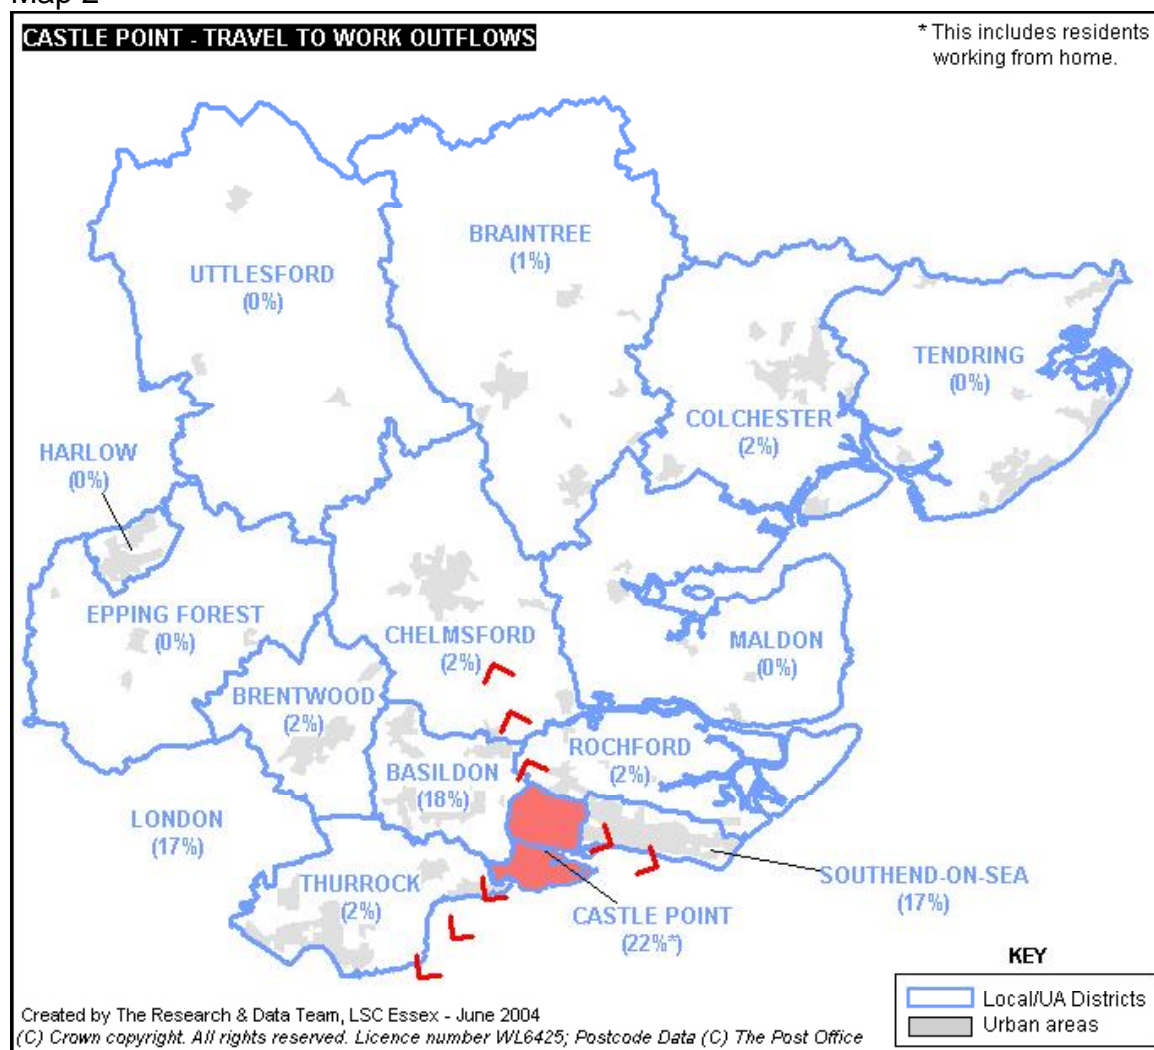 Map 2
CASTLE POINT - TRAVEL TO WORK OUTFLOWS
* This includes residents
working from home.
BRAINTREE
(1%)
UTTLESFORD
(0%)
TENDRING
(0%)
COLCHESTER
(2%)
HARLOW
(0%)
EPPING FOREST
(0%)
CHELMSFORD
(2%)
MALDON
(0%)
BRENTWOOD
(2%)
ROCHFORD
(2%)
BASILDON
(18%)
LONDON
(17%)
THURROCK
(2%)
SOUTHEND-ON-SEA
(17%)
CASTLE POINT
(22%*)
KEY
Local/UA Districts
Urban areas
Created by The Research & Data Team, LSC Essex - June 2004
(C) Crown copyright. All rights reserved. Licence number WL6425; Postcode Data (C) The Post Office